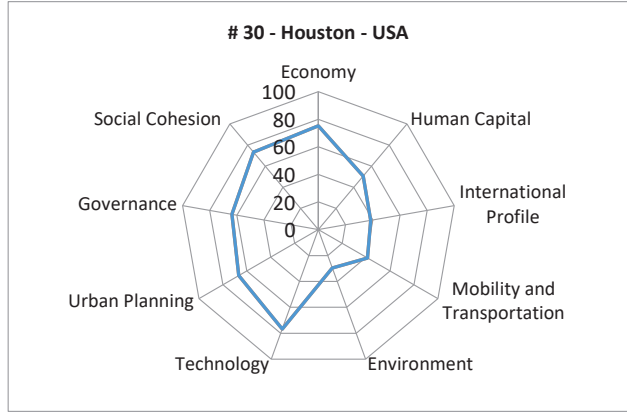 # 30 - Houston - USA
Economy
100
80
60
40
20
0
Human Capital
International
Profile
Mobility and
Transportation
Environment
Technology
Urban Planning
Governance
Social Cohesion